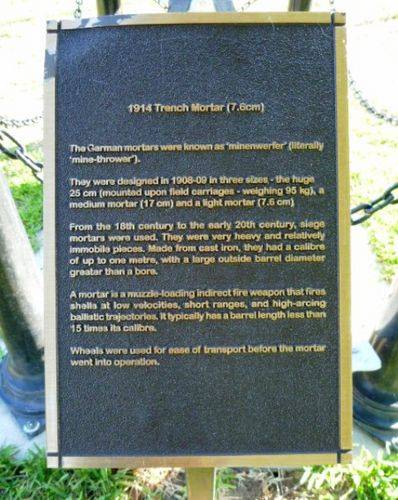 1914 Trench Mortar (7.6cm)
The German mortars were known as 'minenwerfer' (literally
'mine-thrower').
They were designed in 1908-09 in three sizes - the huge
25 cm (mounted upon field carriages - weighing 95 kg), a
medium mortar (17 cm) and a light mortar (7.6 cm)
From the 18th century to the early 20th century, siege
mortars were used. They were very heavy and relatively
immobile pieces. Made from cast iron, they had a calibre
of up to one metre, with a large outside barrel diameter
greater than a bore.
A mortar is a muzzle-loading indirect fire weapon that fires
shells at low velocities, short ranges, and high-arcing
ballistic trajectories. It typically has a barrel length less than
15 times its calibre.
Wheels were used for ease of transport before the mortar
went into operation.